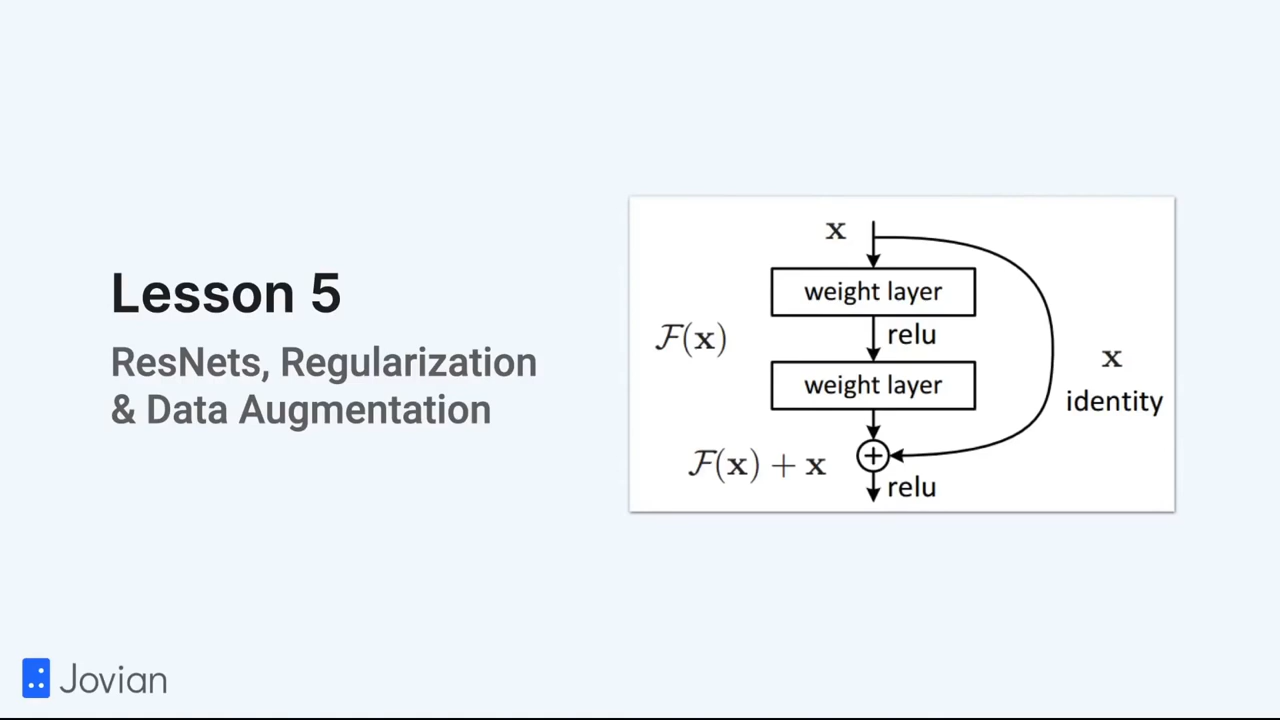 Lesson 5
ResNets, Regularization
& Data Augmentation
x
weight layer
relu
F(x)
weight layer
x
identity
F(x) + x
+
relu
Jovian